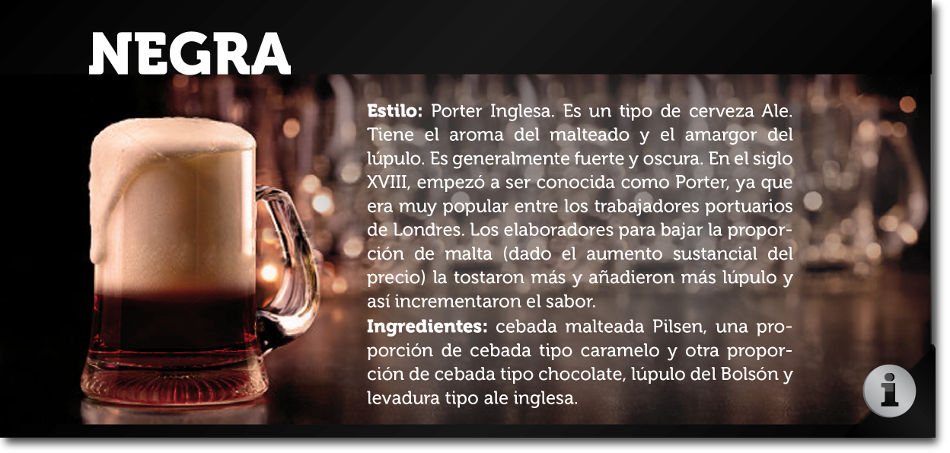 NEGRA
Estilo: Porter Inglesa. Es un tipo de cerveza Ale.
Tiene el aroma del malteado y el amargor del
lúpulo. Es generalmente fuerte y oscura. En el siglo
XVIII, empezó a ser conocida como Porter, ya que
era muy popular entre los trabajadores portuarios
de Londres. Los elaboradores para bajar la propor-
ción de malta (dado el aumento sustancial del
precio) la tostaron más y añadieron más lúpulo y
así incrementaron el sabor.
Ingredientes: cebada malteada Pilsen, una pro-
porción de cebada tipo caramelo y otra propor-
ción de cebada tipo chocolate, lúpulo del Bolsón y
levadura tipo ale inglesa.
i